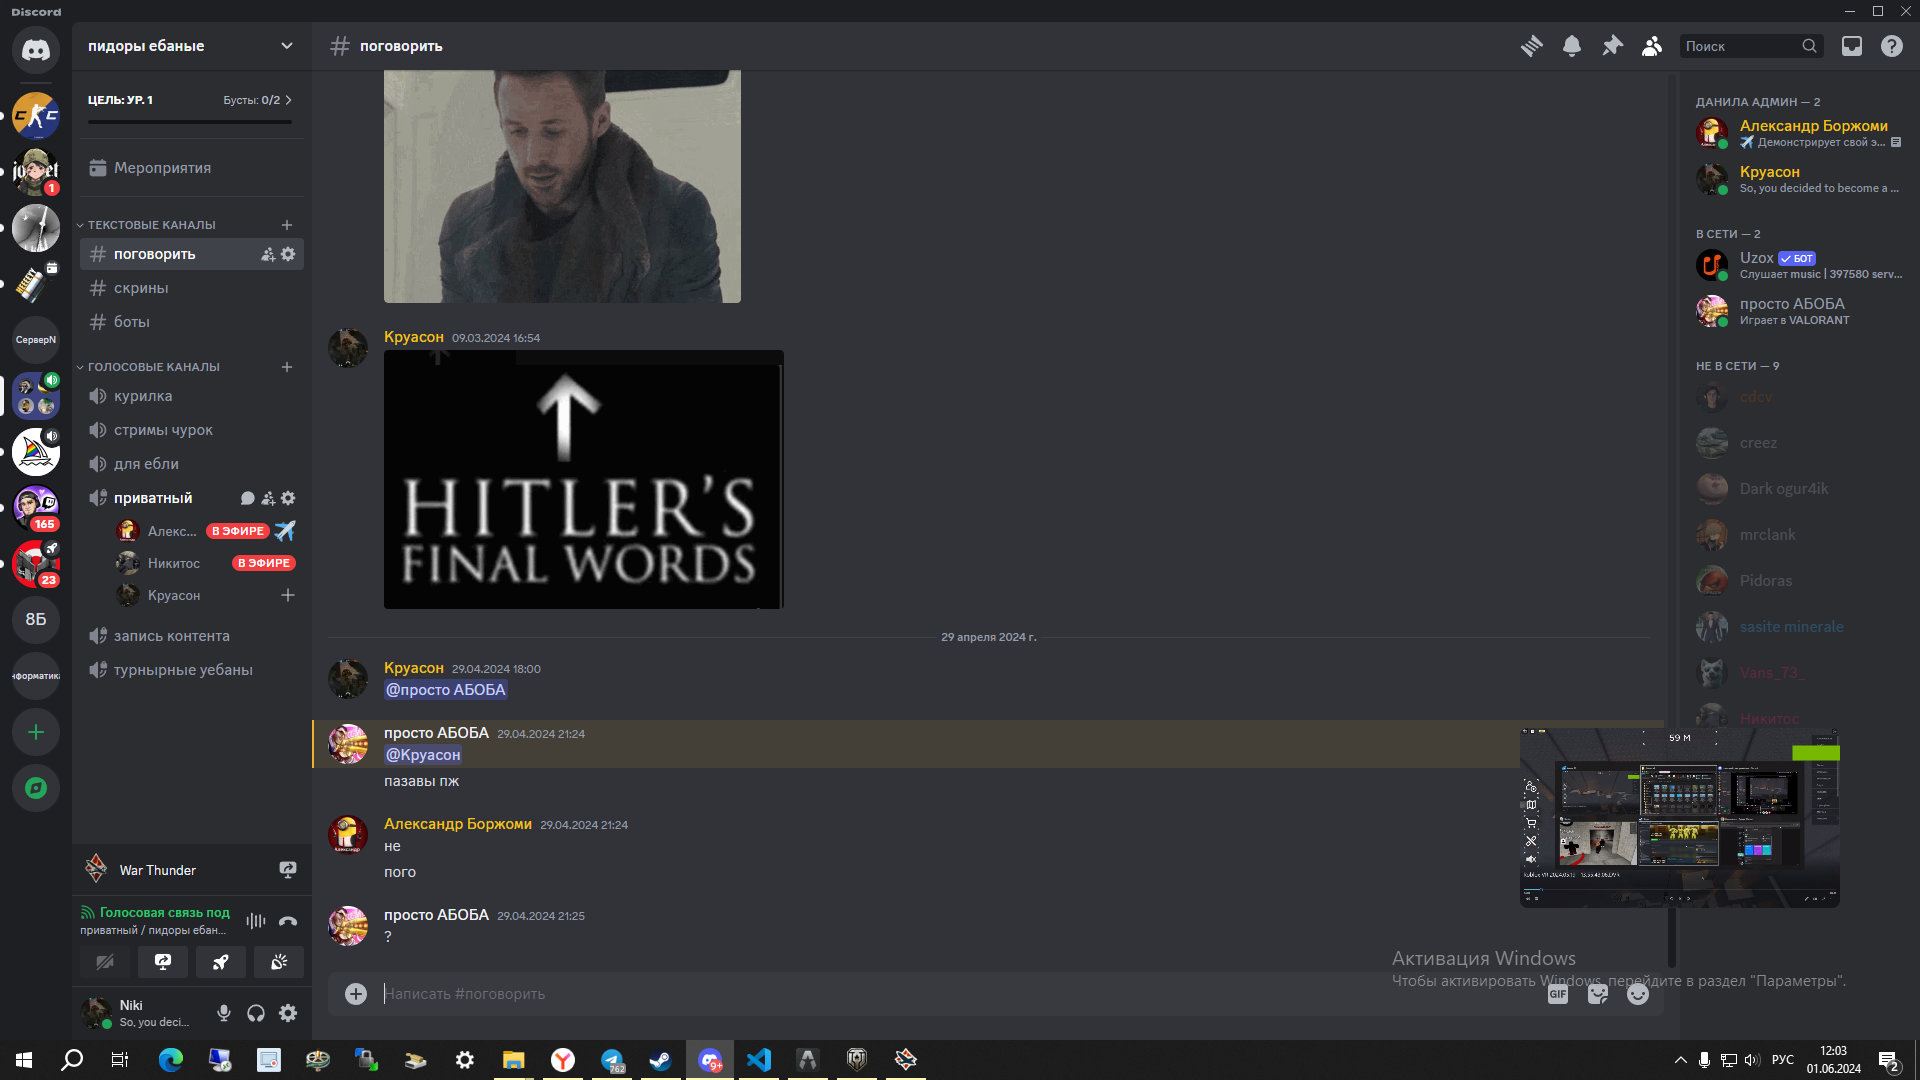 Discord
пидоры ебаные
поговорить
Поиск
ЦЕЛЬ: УР. 1
Бусты: 0/2
Мероприятия
ТЕКСТОВЫЕ КАНАЛЫ
поговорить
скрины
боты
ГОЛОСОВЫЕ КАНАЛЫ
курилка
стримы чурок
для ебли
приватный
Алекс... В ЭФИРЕ
Никитос В ЭФИРЕ
Круасон
запись контента
турнырные уебаны
1
СерверN
165
23
8Б
War Thunder
Голосовая связь под
приватный / пидоры ебан...
Niki
So, you deci...
Круасон 09.03.2024 16:54
HITLER'S
FINAL WORDS
29 апреля 2024 г.
Круасон 29.04.2024 18:00
@просто АБОБА
просто АБОБА 29.04.2024 21:24
@Круасон
пазавы пж
Александр Боржоми 29.04.2024 21:24
не
пого
просто АБОБА 29.04.2024 21:25
?
Написать #поговорить
GIF
ДАНИЛА АДМИН — 2
Александр Боржоми
Демонстрирует свой э...
Круасон
So, you decided to become a ...
В СЕТИ — 2
Uzox БОТ
Слушает music | 397580 serv...
просто АБОБА
Играет в VALORANT
НЕ В СЕТИ — 9
cdcv
creez
Dark ogur4ik
mrclank
Pidoras
sasite minerale
Vans_73_
Никитос
59 M
Активация Windows
Чтобы активировать Windows, перейдите в раздел "Параметры".
762
9+
РУС
12:03
01.06.2024
2